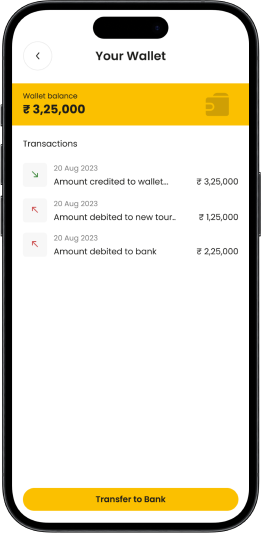 Your Wallet
Wallet balance
₹ 3,25,000
Transactions
20 Aug 2023
Amount credited to wallet... ₹ 3,25,000
20 Aug 2023
Amount debited to new tour.. ₹ 1,25,000
20 Aug 2023
Amount debited to bank ₹ 2,25,000
Transfer to Bank